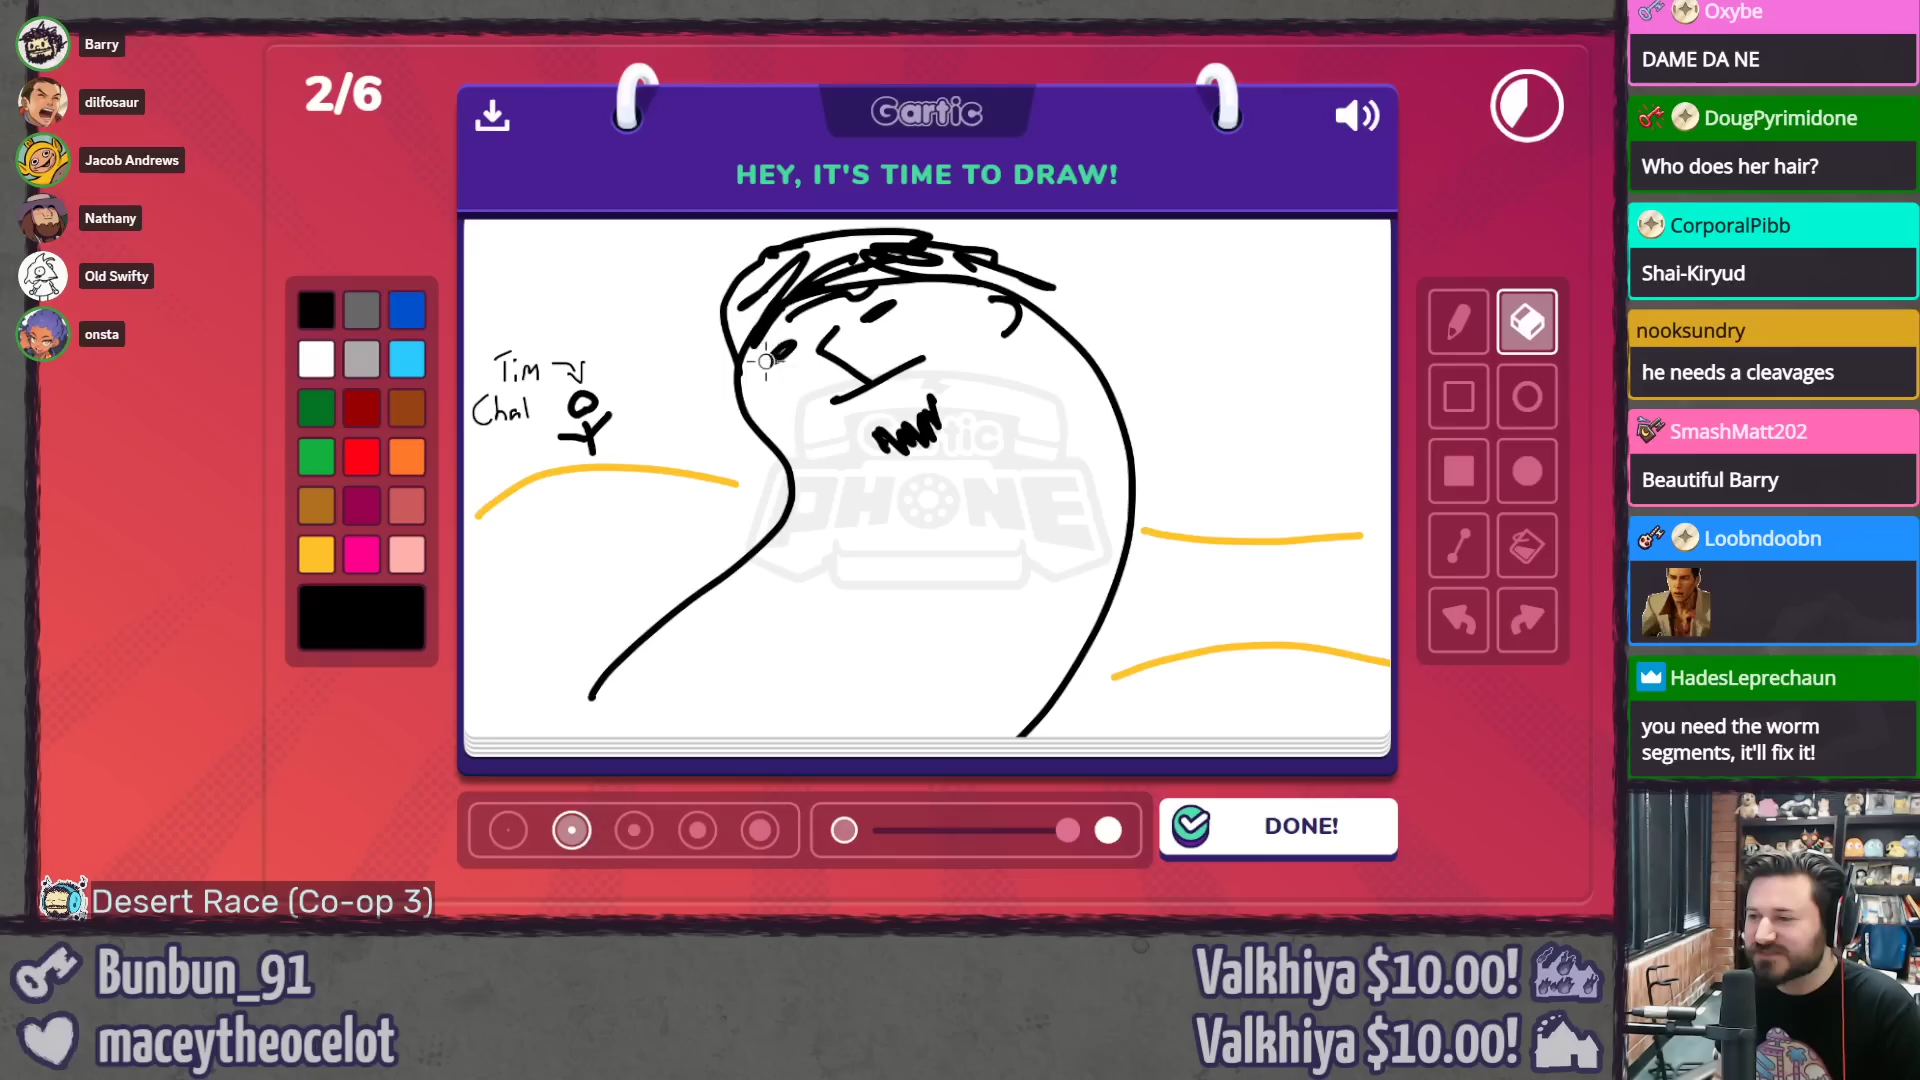 Barry
dilfosaur
Jacob Andrews
Nathany
Old Swifty
onsta
2/6
Gartic
HEY, IT'S TIME TO DRAW!
Tim
Chal
Gartic
PHONE
DONE!
Desert Race (Co-op 3)
Bunbun_91
maceytheocelot
Valkhiya $10.00!
Valkhiya $10.00!
Oxybe
DAME DA NE
DougPyrimidone
Who does her hair?
CorporalPibb
Shai-Kiryud
nooksundry
he needs a cleavages
SmashMatt202
Beautiful Barry
Loobndoobn
HadesLeprechaun
you need the worm
segments, it'll fix it!